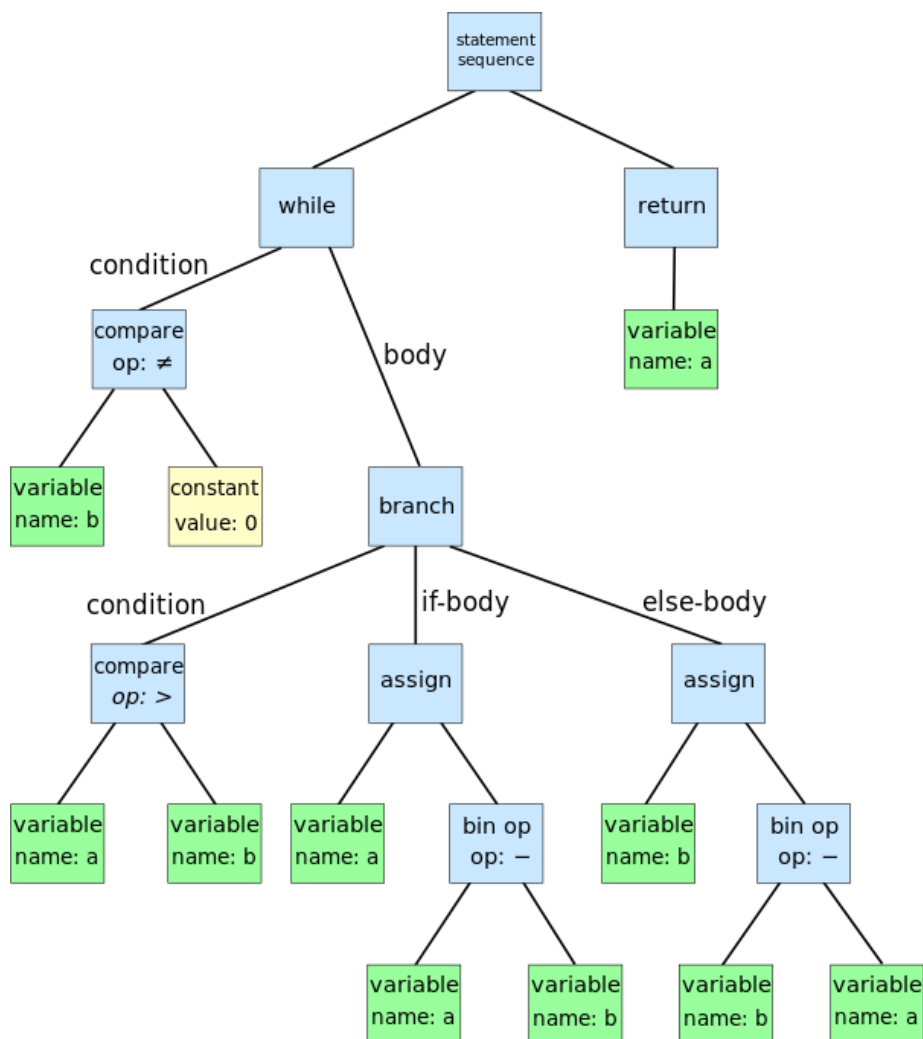 statement
sequence
while
return
condition
compare
op: ≠
body
variable
name: a
variable
name: b
constant
value: 0
branch
condition
if-body
else-body
compare
op: >
assign
assign
variable
name: a
variable
name: b
variable
name: a
bin op
op: −
variable
name: b
bin op
op: −
variable
name: a
variable
name: b
variable
name: b
variable
name: a